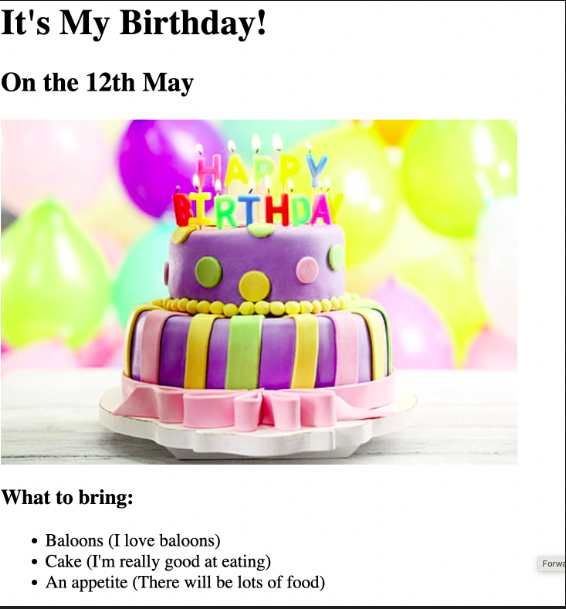 It's My Birthday!
On the 12th May
HAPPY
BIRTHDAY
What to bring:
Baloons (I love baloons)
Cake (I'm really good at eating)
An appetite (There will be lots of food)
Forwa